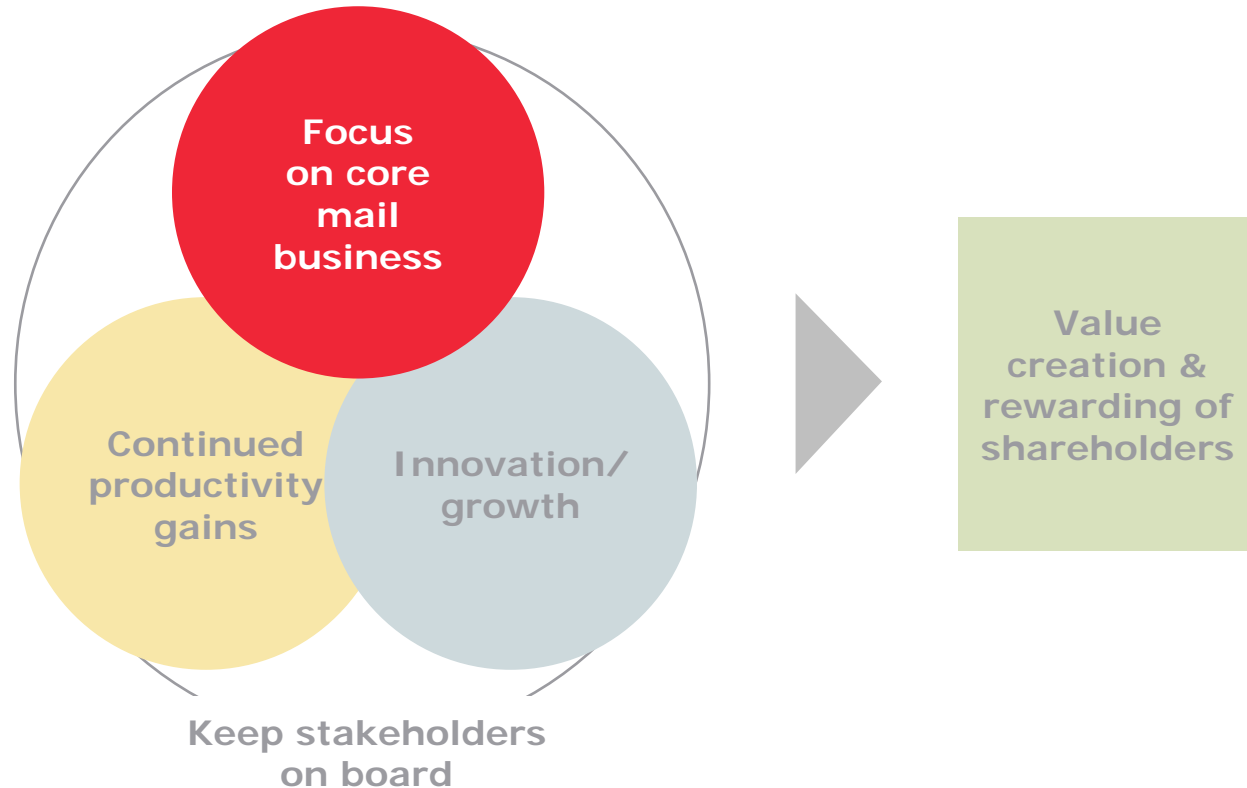 Focus
on core
mail
business
Continued
productivity
gains
Innovation/
growth
Keep stakeholders
on board
Value
creation &
rewarding of
shareholders